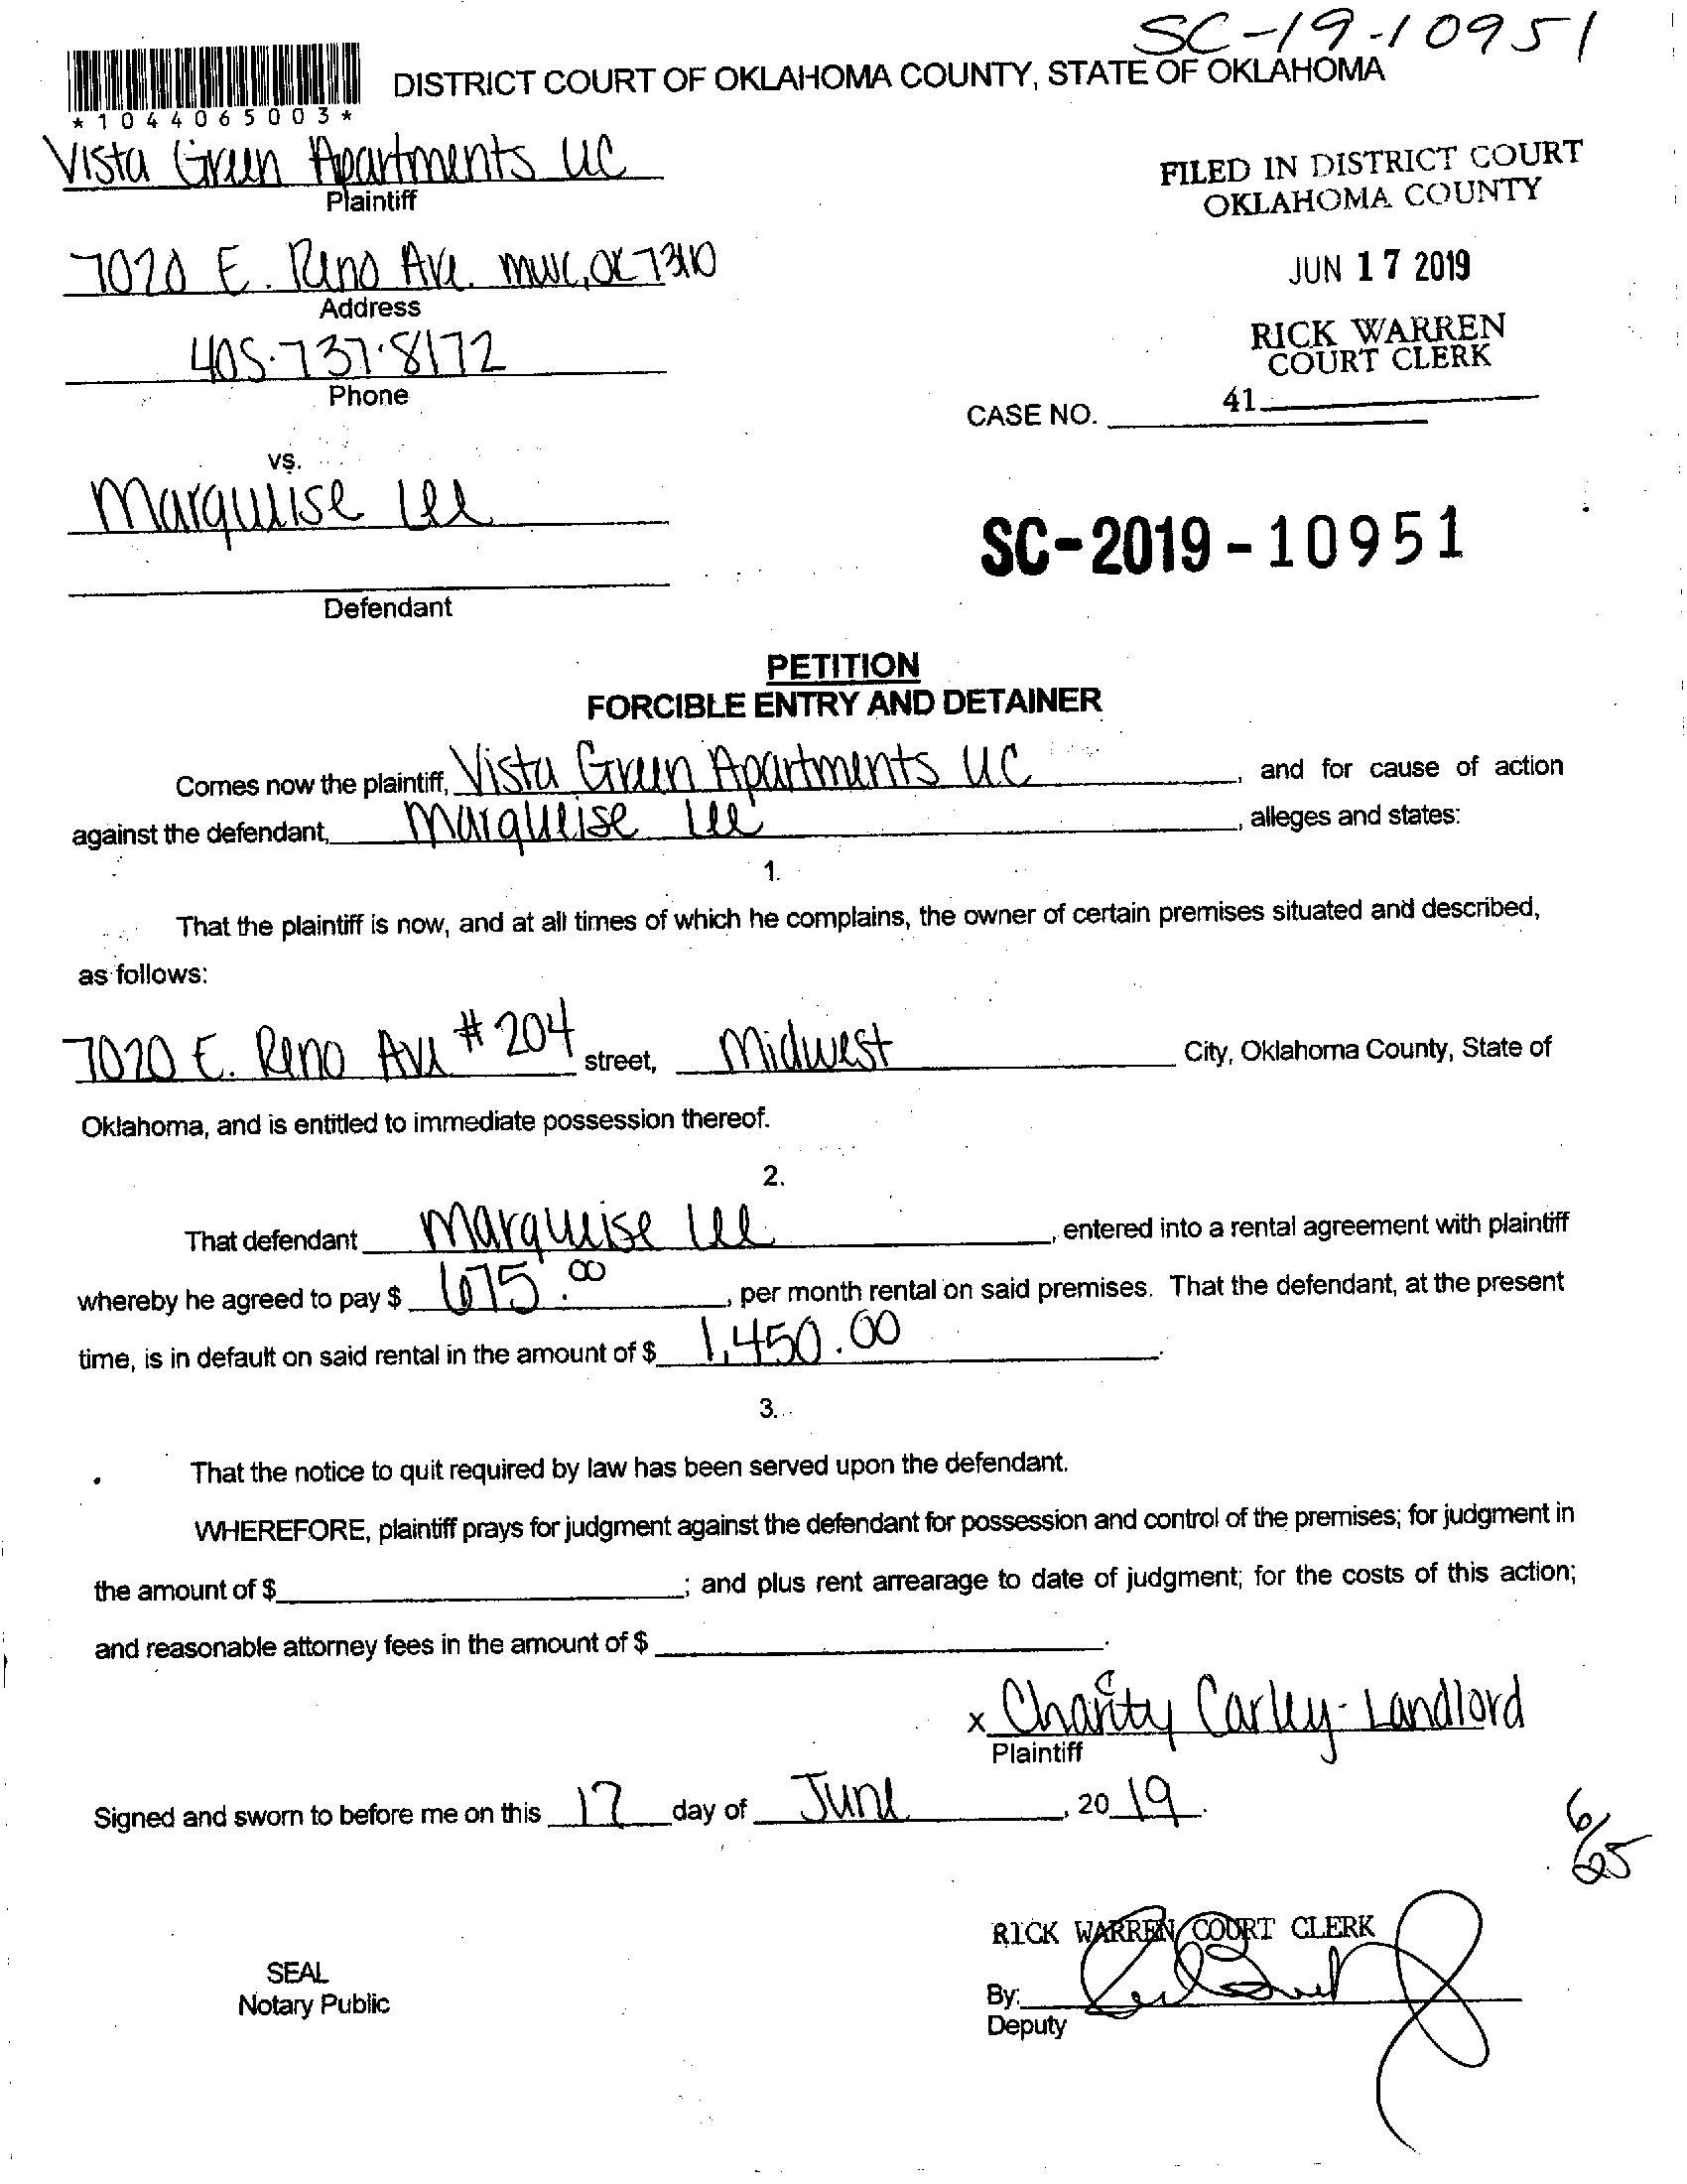 SC-19-10951
DISTRICT COURT OF OKLAHOMA COUNTY, STATE OF OKLAHOMA
*1044065003*
Vista Green Apartments LLC
Plaintiff
FILED IN DISTRICT COURT
OKLAHOMA COUNTY
7020 E. Reno Ave. MWC, OK 73110
Address
JUN 17 2019
405-737-8172
Phone
RICK WARREN
COURT CLERK
41
CASE NO.
vs.
Marqueise Lee
SC-2019-10951
Defendant
PETITION
FORCIBLE ENTRY AND DETAINER
Comes now the plaintiff, Vista Green Apartments LLC, and for cause of action
against the defendant, Marqueise Lee, alleges and states:
1.
That the plaintiff is now, and at all times of which he complains, the owner of certain premises situated and described,
as follows:
7020 E. Reno Ave #204 street, Midwest City, Oklahoma County, State of
Oklahoma, and is entitled to immediate possession thereof.
2.
That defendant Marqueise Lee, entered into a rental agreement with plaintiff
whereby he agreed to pay $ 675.00, per month rental on said premises. That the defendant, at the present
time, is in default on said rental in the amount of $ 1,450.00.
3.
That the notice to quit required by law has been served upon the defendant.
WHEREFORE, plaintiff prays for judgment against the defendant for possession and control of the premises; for judgment in
the amount of $ ; and plus rent arrearage to date of judgment; for the costs of this action;
and reasonable attorney fees in the amount of $ .
x Charity Carley-Landlord
Plaintiff
Signed and sworn to before me on this 17 day of June, 2019.
6/25
RICK WARREN COURT CLERK
SEAL
Notary Public
By:
Deputy